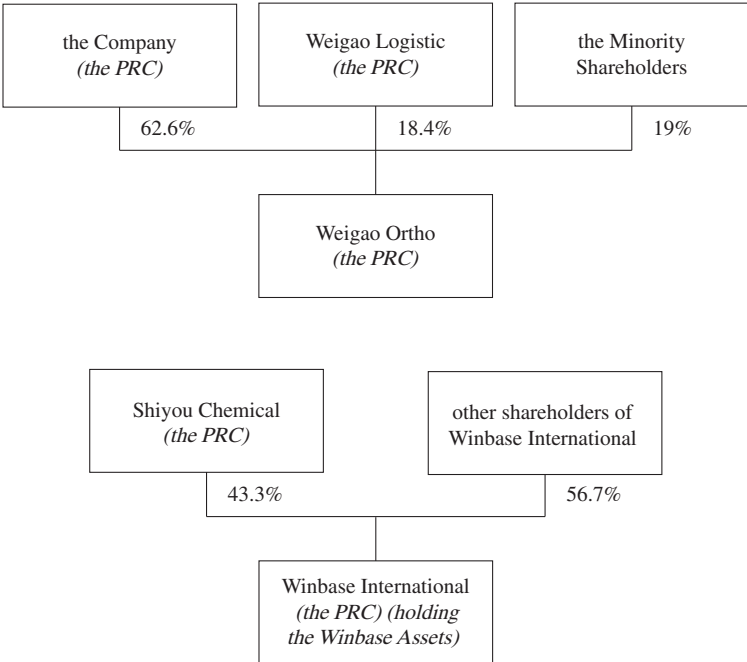 the Company
(the PRC)
Weigao Logistic
(the PRC)
the Minority
Shareholders
62.6%
18.4%
19%
Weigao Ortho
(the PRC)
Shiyou Chemical
(the PRC)
other shareholders of
Winbase International
43.3%
56.7%
Winbase International
(the PRC) (holding
the Winbase Assets)